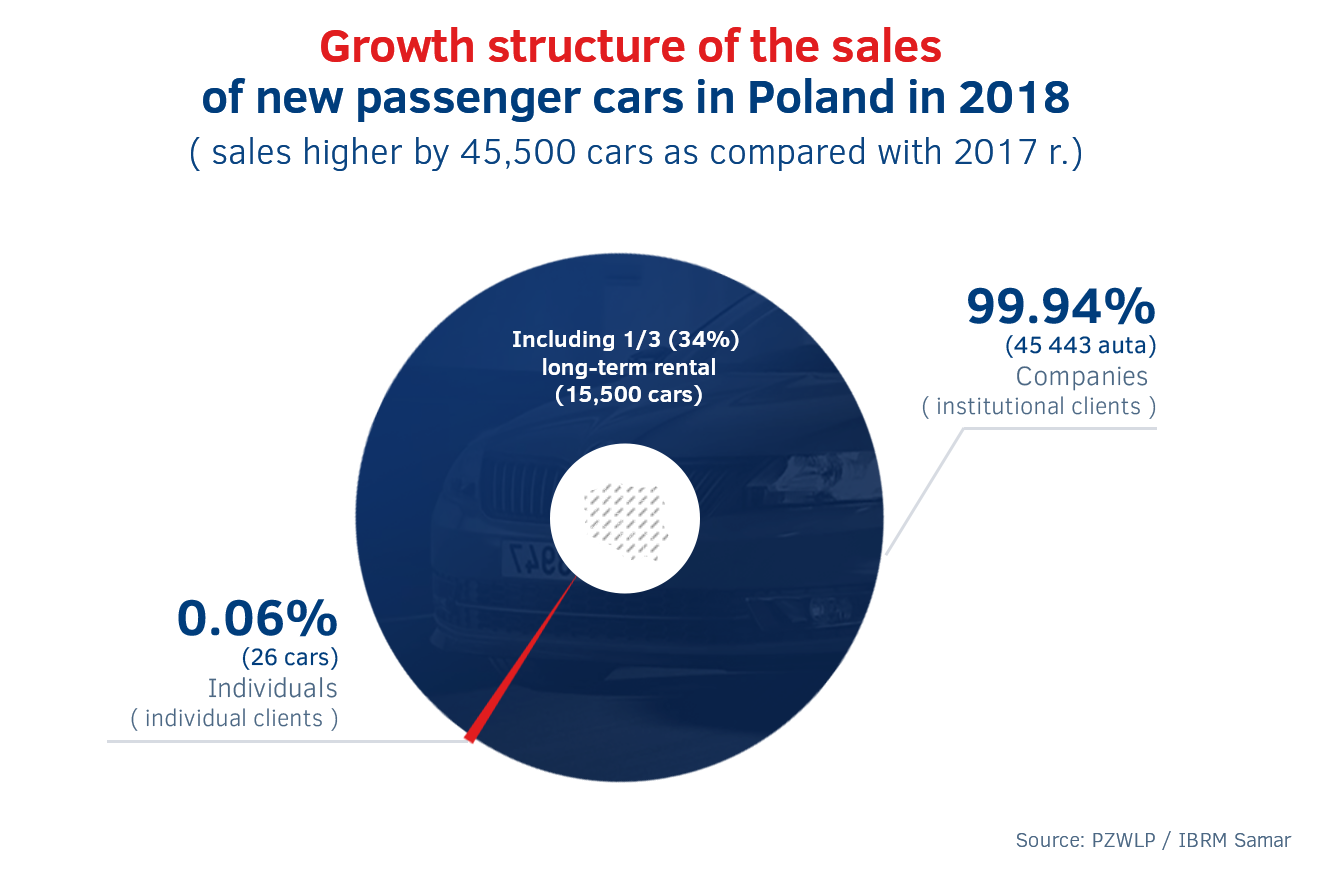 Growth structure of the sales
of new passenger cars in Poland in 2018
( sales higher by 45,500 cars as compared with 2017 r.)
Including 1/3 (34%)
long-term rental
(15,500 cars)
99.94%
(45 443 auta)
Companies
( institutional clients )
0.06%
(26 cars)
Individuals
( individual clients )
Source: PZWLP / IBRM Samar